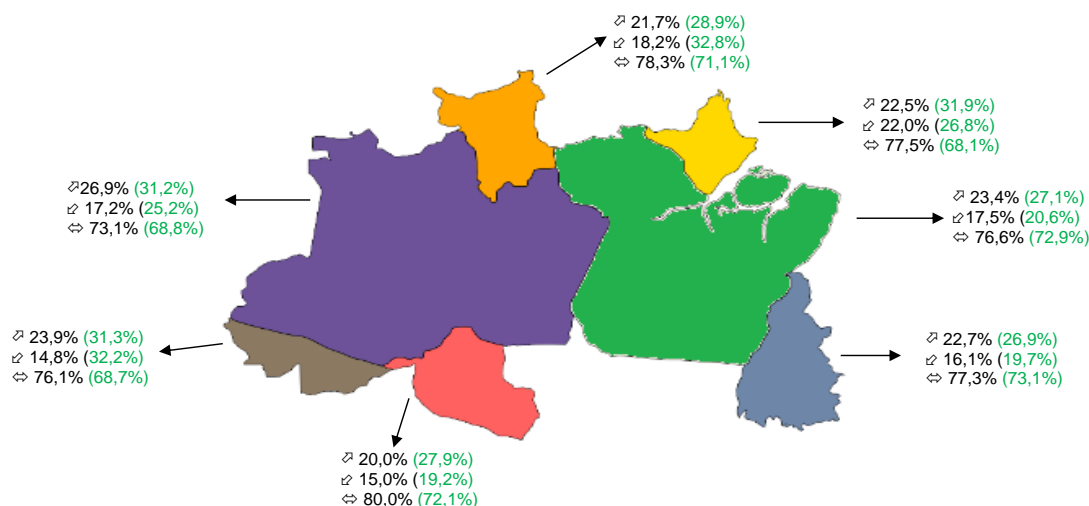 ⬀ 21,7% (28,9%)
⬃ 18,2% (32,8%)
⬄ 78,3% (71,1%)
⬀ 22,5% (31,9%)
⬃ 22,0% (26,8%)
⬄ 77,5% (68,1%)
⬀26,9% (31,2%)
⬃ 17,2% (25,2%)
⬄ 73,1% (68,8%)
⬀ 23,4% (27,1%)
⬃17,5% (20,6%)
⬄ 76,6% (72,9%)
⬀ 23,9% (31,3%)
⬃ 14,8% (32,2%)
⬄ 76,1% (68,7%)
⬀ 22,7% (26,9%)
⬃ 16,1% (19,7%)
⬄ 77,3% (73,1%)
⬀ 20,0% (27,9%)
⬃ 15,0% (19,2%)
⬄ 80,0% (72,1%)